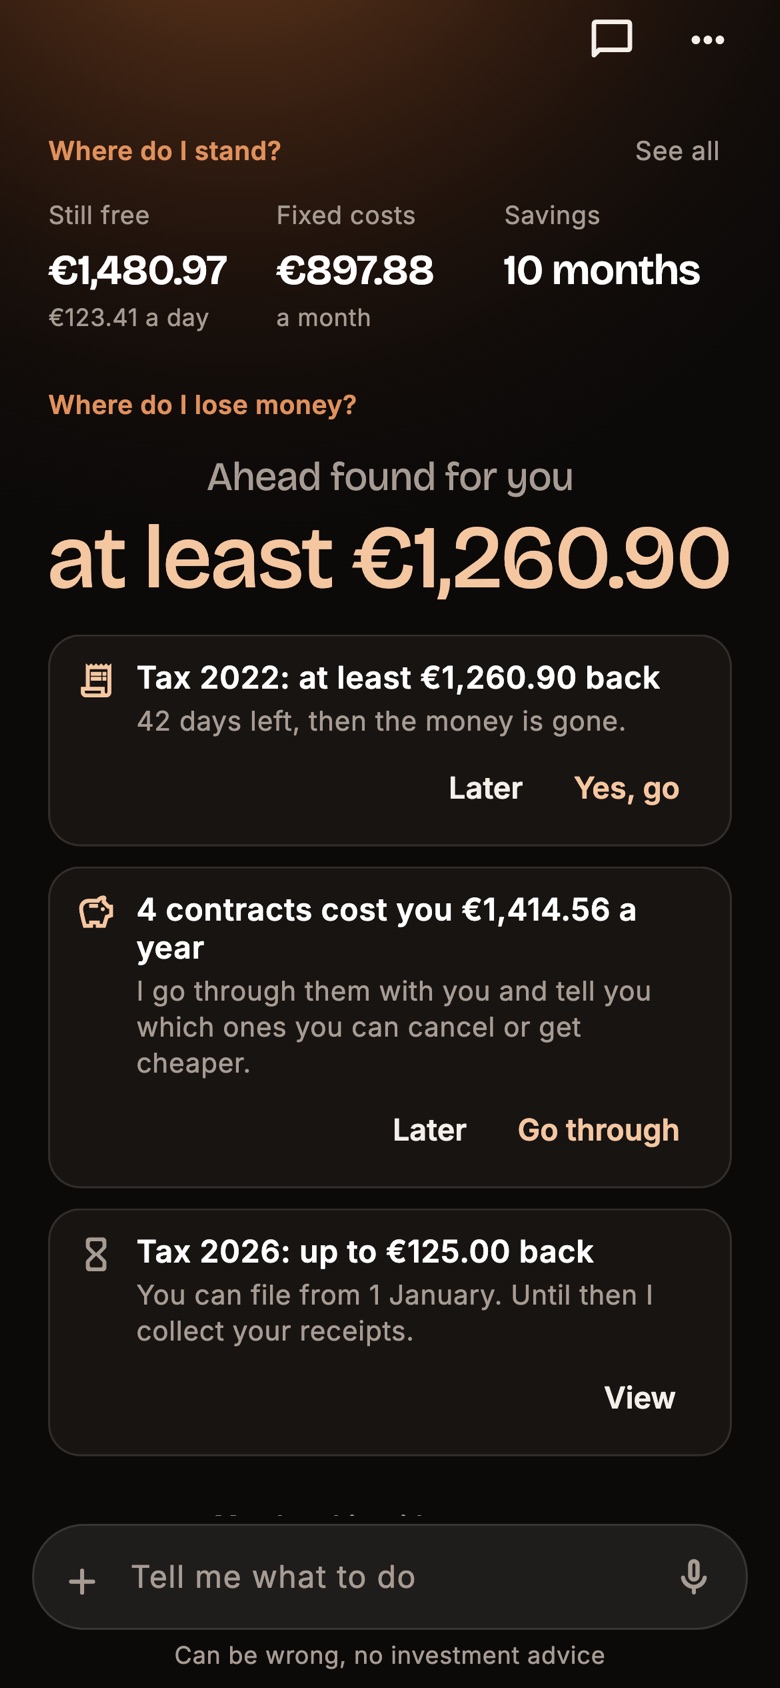 Where do I stand?
See all
Still free
Fixed costs
Savings
€1,480.97
€897.88
10 months
€123.41 a day
a month
Where do I lose money?
Ahead found for you
at least €1,260.90
Tax 2022: at least €1,260.90 back
42 days left, then the money is gone.
Later
Yes, go
4 contracts cost you €1,414.56 a
year
I go through them with you and tell you
which ones you can cancel or get
cheaper.
Later
Go through
Tax 2026: up to €125.00 back
You can file from 1 January. Until then I
collect your receipts.
View
Tell me what to do
Can be wrong, no investment advice